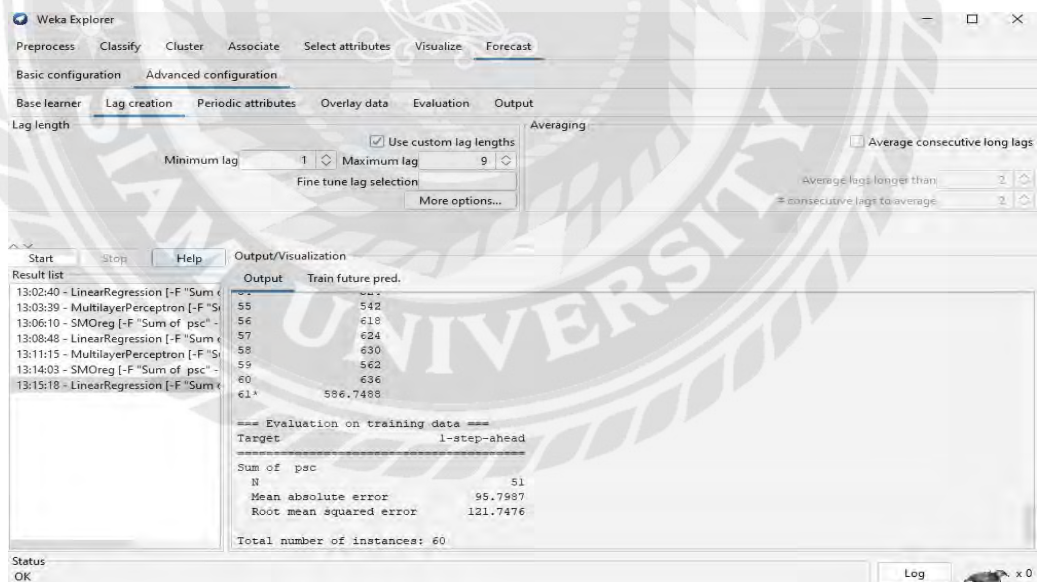 Weka Explorer
Preprocess Classify Cluster Associate Select attributes Visualize Forecast
Basic configuration Advanced configuration
Base learner Lag creation Periodic attributes Overlay data Evaluation Output
Lag length
Use custom lag lengths
Minimum lag 1 Maximum lag 9
Fine tune lag selection
More options...
Averaging
Average consecutive long lags
Average lags longer than 2
# consecutive lags to average 2
Start Stop Help
Result list
13:02:40 - LinearRegression [-F "Sum
13:03:39 - MultilayerPerceptron [-F "S
13:06:10 - SMOreg [-F "Sum of psc" -
13:08:48 - LinearRegression [-F "Sum
13:11:15 - MultilayerPerceptron [-F "S
13:14:03 - SMOreg [-F "Sum of psc" -
13:15:18 - LinearRegression [-F "Sum
Output/Visualization
Output Train future pred.
55 542
56 618
57 624
58 630
59 562
60 636
61* 586.7488
=== Evaluation on training data ===
Target 1-step-ahead
=======================================
Sum of psc
N 51
Mean absolute error 95.7987
Root mean squared error 121.7476
Total number of instances: 60
Status
OK
Log
x 0
SIAM UNIVERSITY